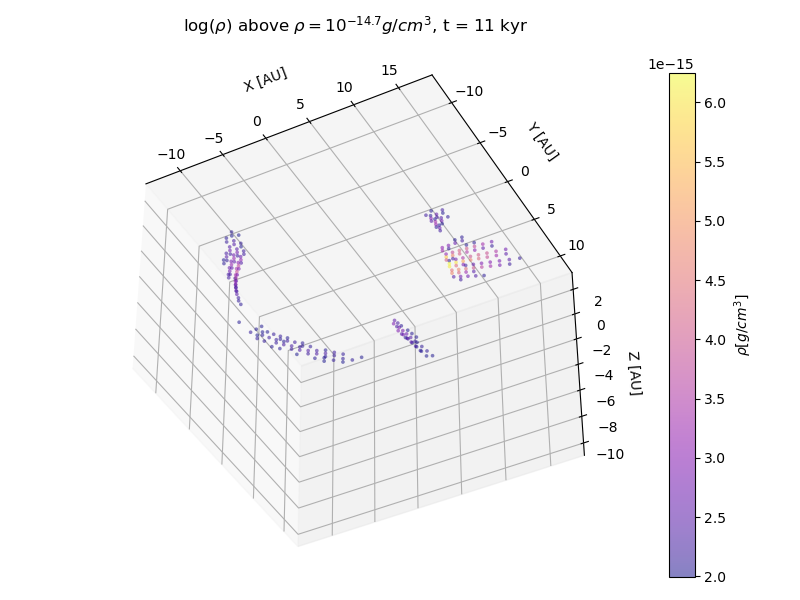 log(ρ) above ρ = 10^−14.7 g/cm^3, t = 11 kyr
X [AU]
−10 −5 0 5 10 15
Y [AU]
−10 −5 0 5 10
Z [AU]
2 0 −2 −4 −6 −8 −10
1e−15
6.0
5.5
5.0
4.5
4.0
3.5
3.0
2.5
2.0
ρ[g/cm^3]